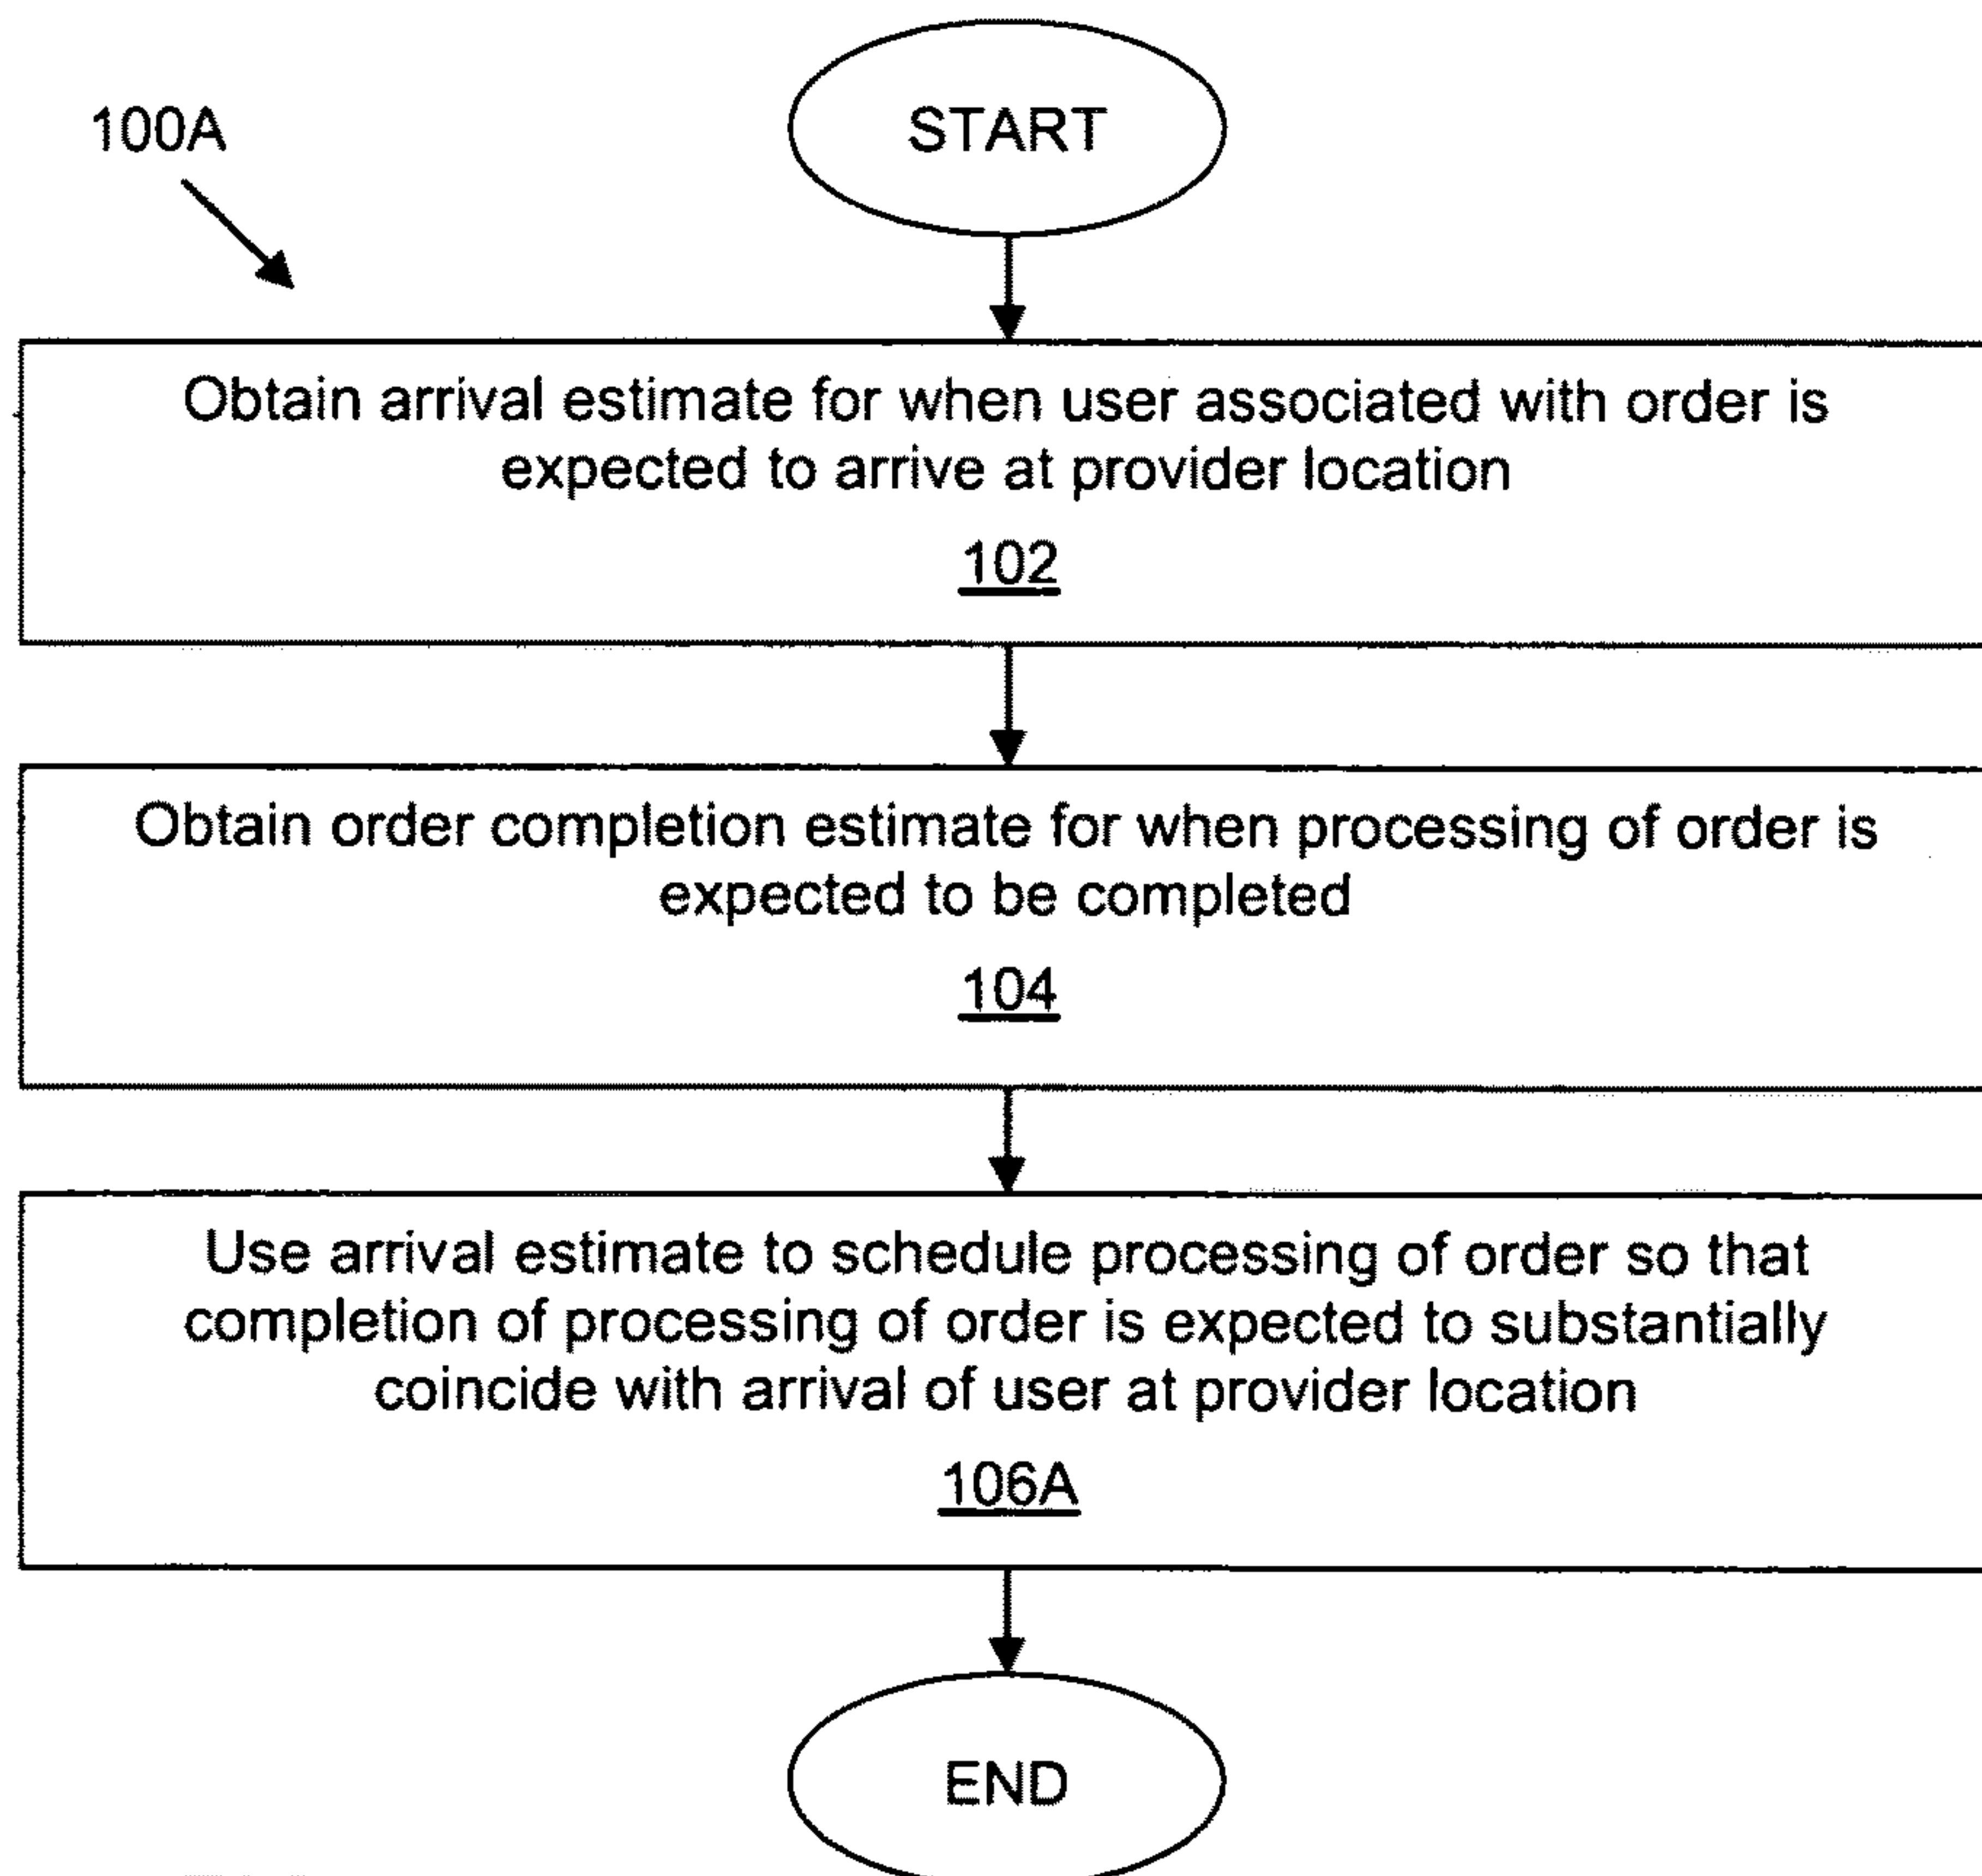 100A
START
Obtain arrival estimate for when user associated with order is
expected to arrive at provider location
102
Obtain order completion estimate for when processing of order is
expected to be completed
104
Use arrival estimate to schedule processing of order so that
completion of processing of order is expected to substantially
coincide with arrival of user at provider location
106A
END